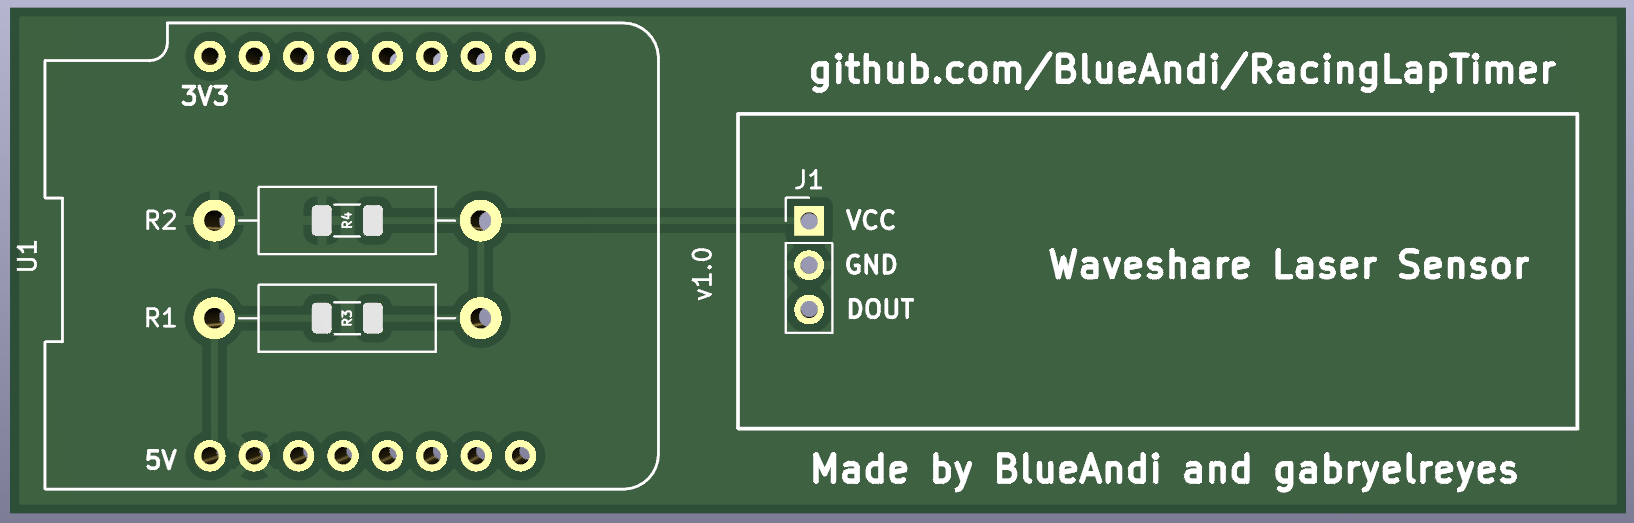 github.com/BlueAndi/RacingLapTimer
3V3
J1
R2
R4
VCC
U1
v1.0
GND
Waveshare Laser Sensor
R1
R3
DOUT
5V
Made by BlueAndi and gabryelreyes